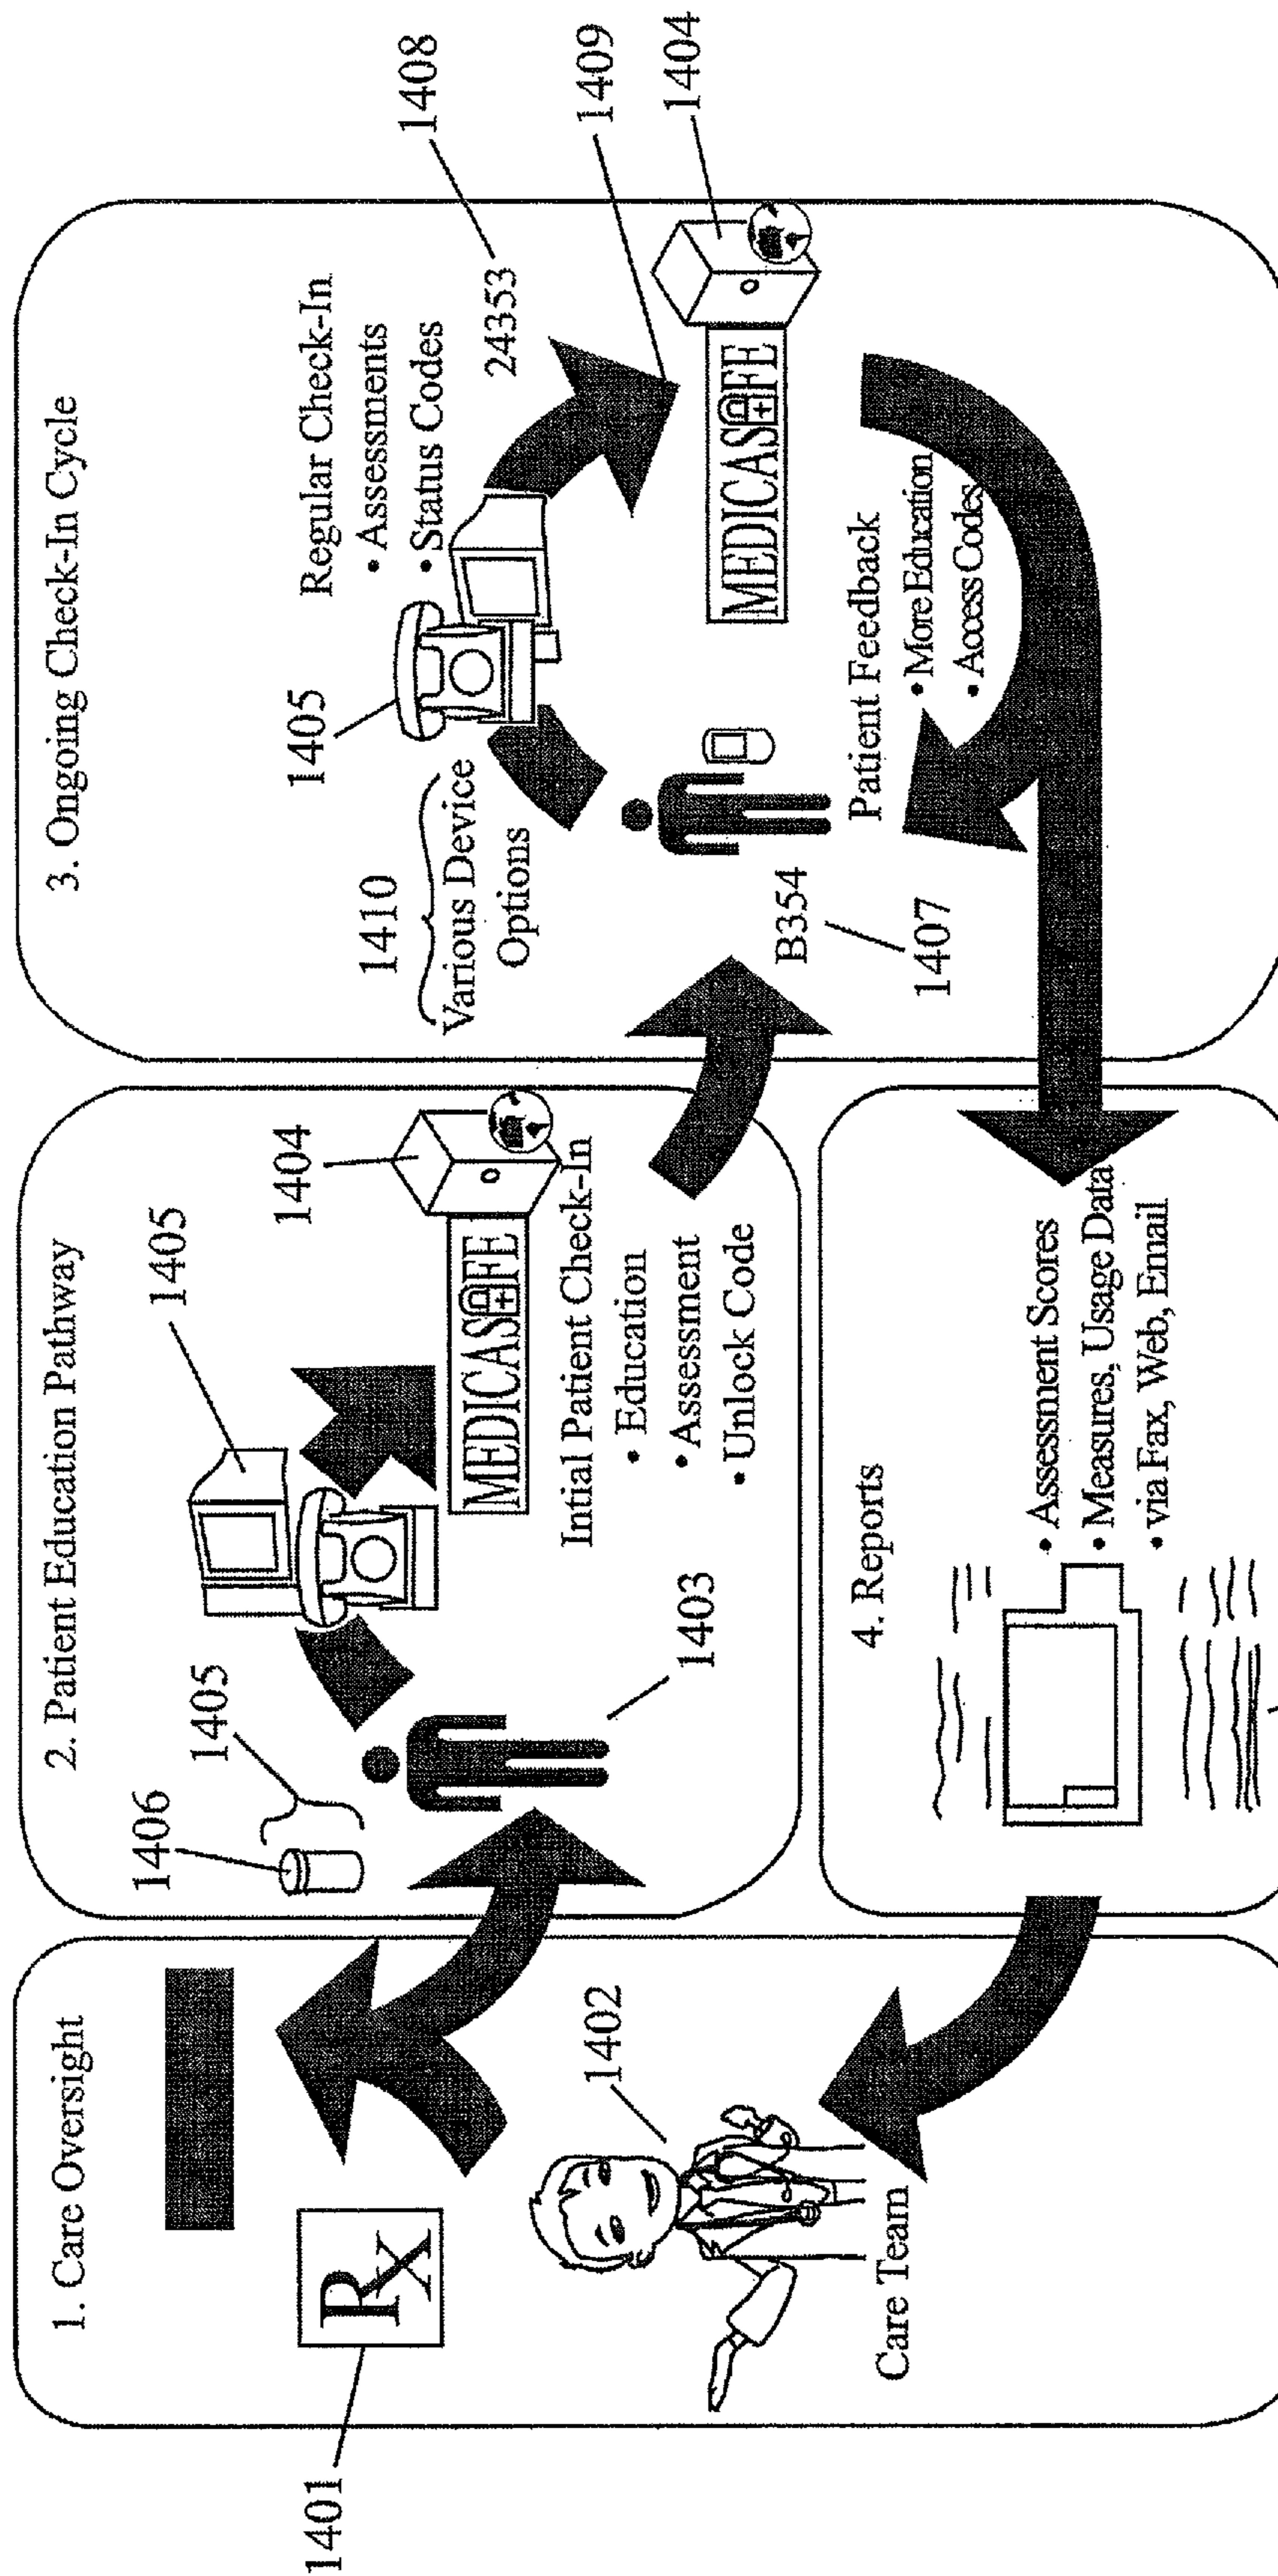 1. Care Oversight
1401
Rx
1402
Care Team
2. Patient Education Pathway
1406
1405
1405
1404
1403
MEDICASAFE
Intial Patient Check-In
• Education
• Assessment
• Unlock Code
3. Ongoing Check-In Cycle
1410
Various Device
Options
1405
Regular Check-In
• Assessments
• Status Codes
24353
1408
1409
1404
MEDICASAFE
B354
1407
Patient Feedback
• More Education
• Access Codes
4. Reports
• Assessment Scores
• Measures, Usage Data
• via Fax, Web, Email